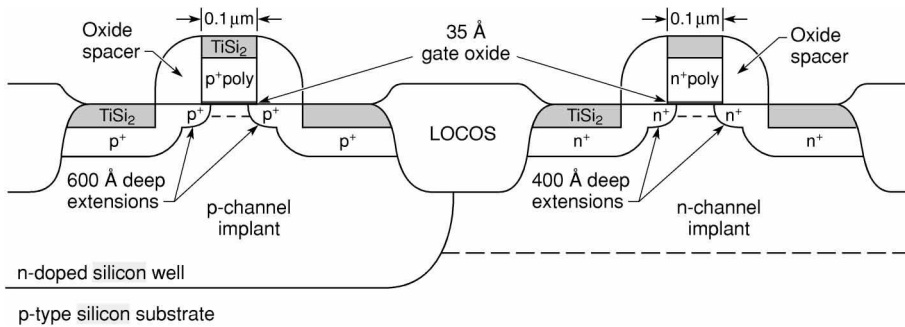 0.1 μm
0.1 μm
Oxide
spacer
TiSi₂
p⁺poly
35 Å
gate oxide
n⁺poly
Oxide
spacer
TiSi₂
p⁺
p⁺
p⁺
p⁺
LOCOS
TiSi₂
n⁺
n⁺
n⁺
n⁺
600 Å deep
extensions
p-channel
implant
400 Å deep
extensions
n-channel
implant
n-doped silicon well
p-type silicon substrate